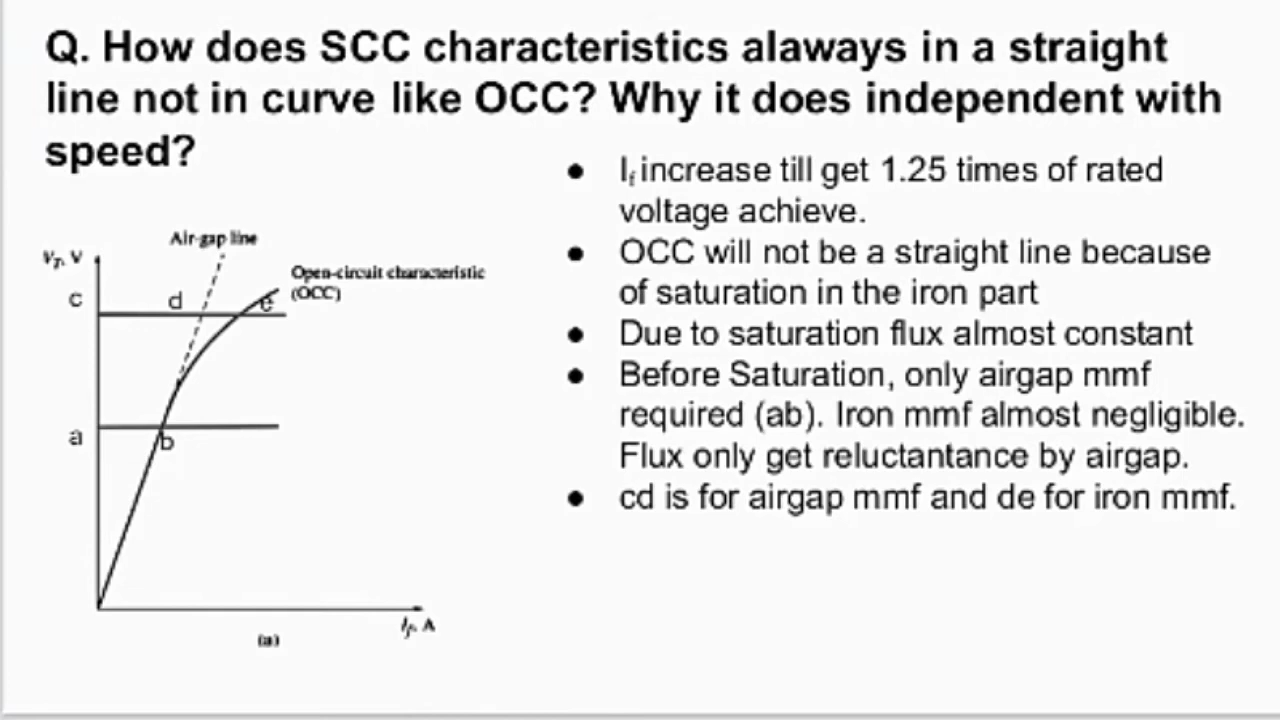 Q. How does SCC characteristics alaways in a straight
line not in curve like OCC? Why it does independent with
speed?
Air-gap line
V_T, V
Open-circuit characteristic
(OCC)
c
d
e
a
b
I_f, A
(a)
● I_f increase till get 1.25 times of rated
voltage achieve.
● OCC will not be a straight line because
of saturation in the iron part
● Due to saturation flux almost constant
● Before Saturation, only airgap mmf
required (ab). Iron mmf almost negligible.
Flux only get reluctantance by airgap.
● cd is for airgap mmf and de for iron mmf.